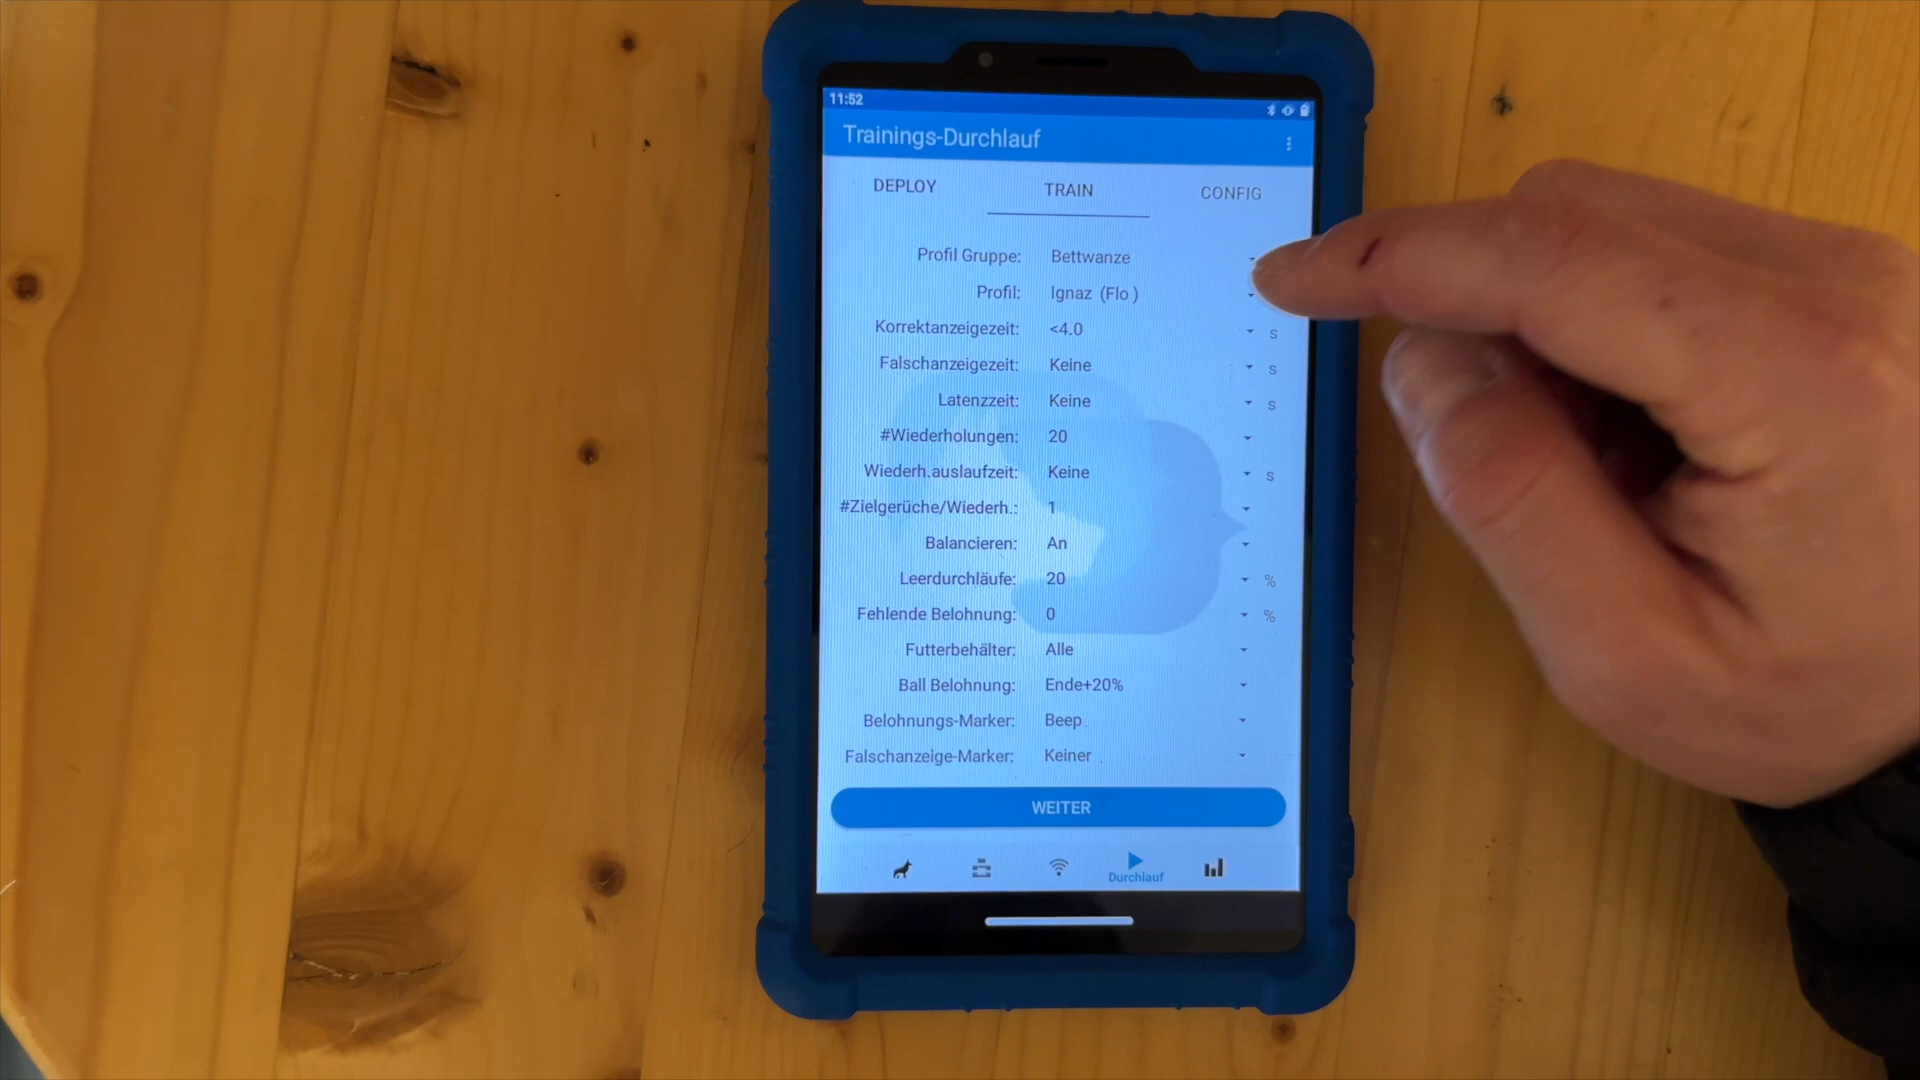 11:52
Trainings-Durchlauf
DEPLOY TRAIN CONFIG
Profil Gruppe: Bettwanze
Profil: Ignaz (Flo )
Korrektanzeigezeit: <4.0 s
Falschanzeigezeit: Keine s
Latenzzeit: Keine s
#Wiederholungen: 20
Wiederh.auslaufzeit: Keine s
#Zielgerüche/Wiederh.: 1
Balancieren: An
Leerdurchläufe: 20 %
Fehlende Belohnung: 0 %
Futterbehälter: Alle
Ball Belohnung: Ende+20%
Belohnungs-Marker: Beep
Falschanzeige-Marker: Keiner
WEITER
Durchlauf